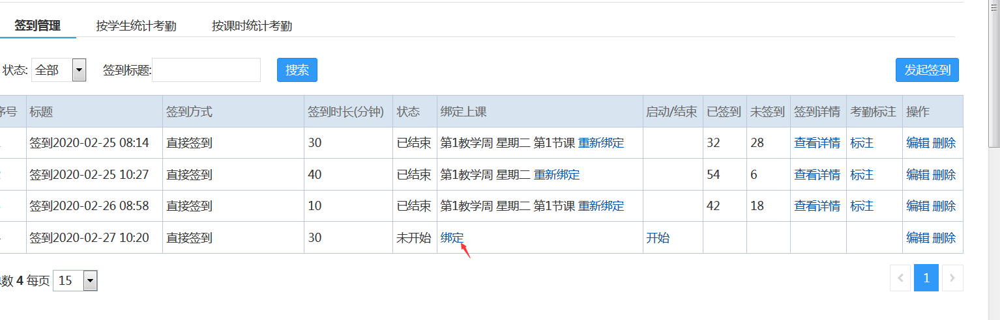 签到管理 按学生统计考勤 按课时统计考勤
状态: 全部 签到标题: 搜索 发起签到
序号 标题 签到方式 签到时长(分钟) 状态 绑定上课 启动/结束 已签到 未签到 签到详情 考勤标注 操作
签到2020-02-25 08:14 直接签到 30 已结束 第1教学周 星期二 第1节课 重新绑定 32 28 查看详情 标注 编辑 删除
签到2020-02-25 10:27 直接签到 40 已结束 第1教学周 星期二 重新绑定 54 6 查看详情 标注 编辑 删除
签到2020-02-26 08:58 直接签到 10 已结束 第1教学周 星期二 第1节课 重新绑定 42 18 查看详情 标注 编辑 删除
签到2020-02-27 10:20 直接签到 30 未开始 绑定 开始 编辑 删除
数 4 每页 15 1